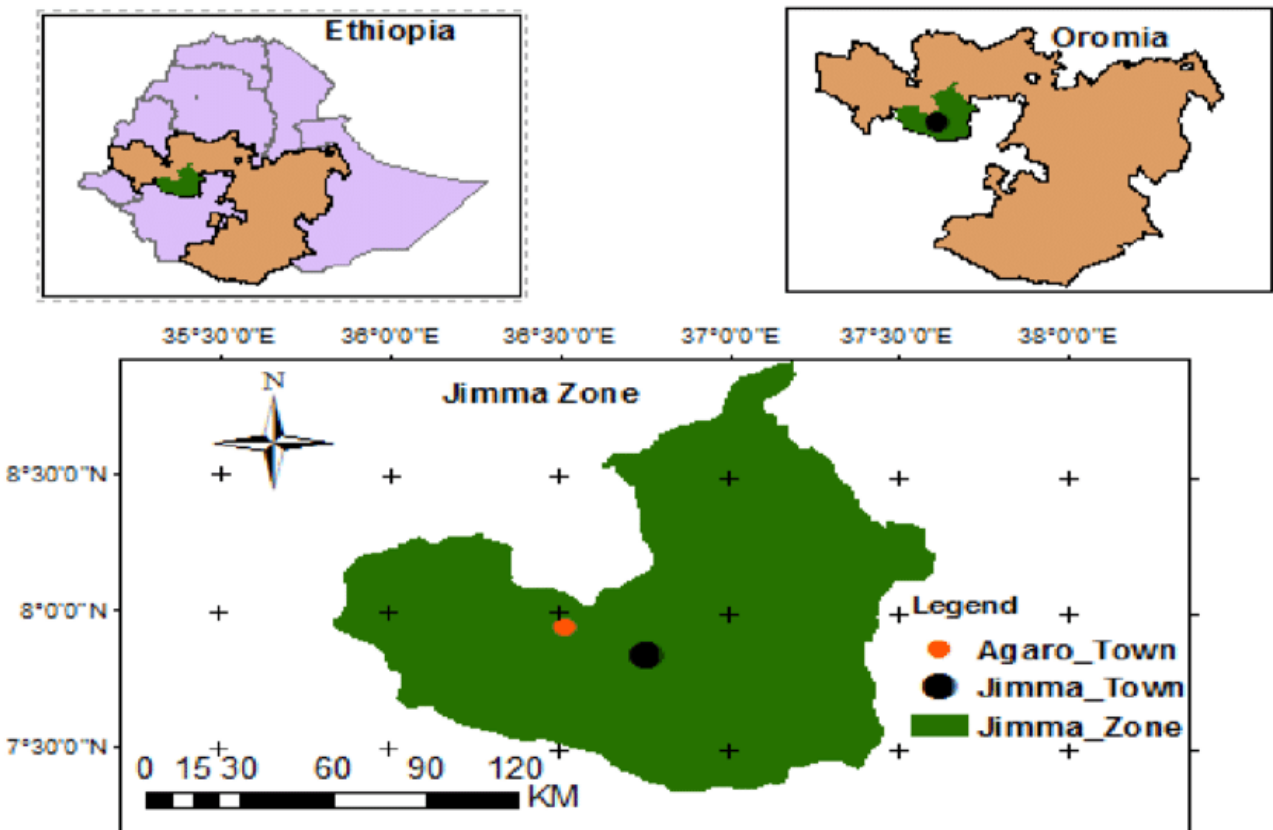 Ethiopia
Oromia
35°30'0"E 36°0'0"E 36°30'0"E 37°0'0"E 37°30'0"E 38°0'0"E
N
Jimma Zone
8°30'0"N
8°0'0"N
Legend
Agaro_Town
Jimma_Town
Jimma_Zone
7°30'0"N
0 15 30 60 90 120
KM